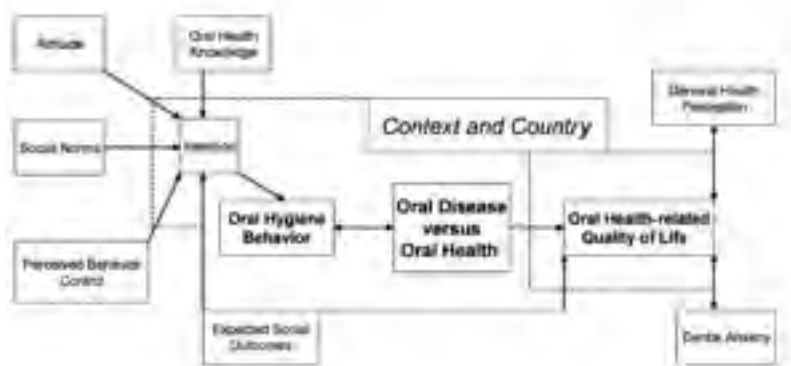 Attitude
Oral Health
Knowledge
General Health
Perception
Context and Country
Social Norms
Intention
Oral Hygiene
Behavior
Oral Disease
versus
Oral Health
Oral Health-related
Quality of Life
Perceived Behavioral
Control
Expected Social
Outcomes
Dental Anxiety